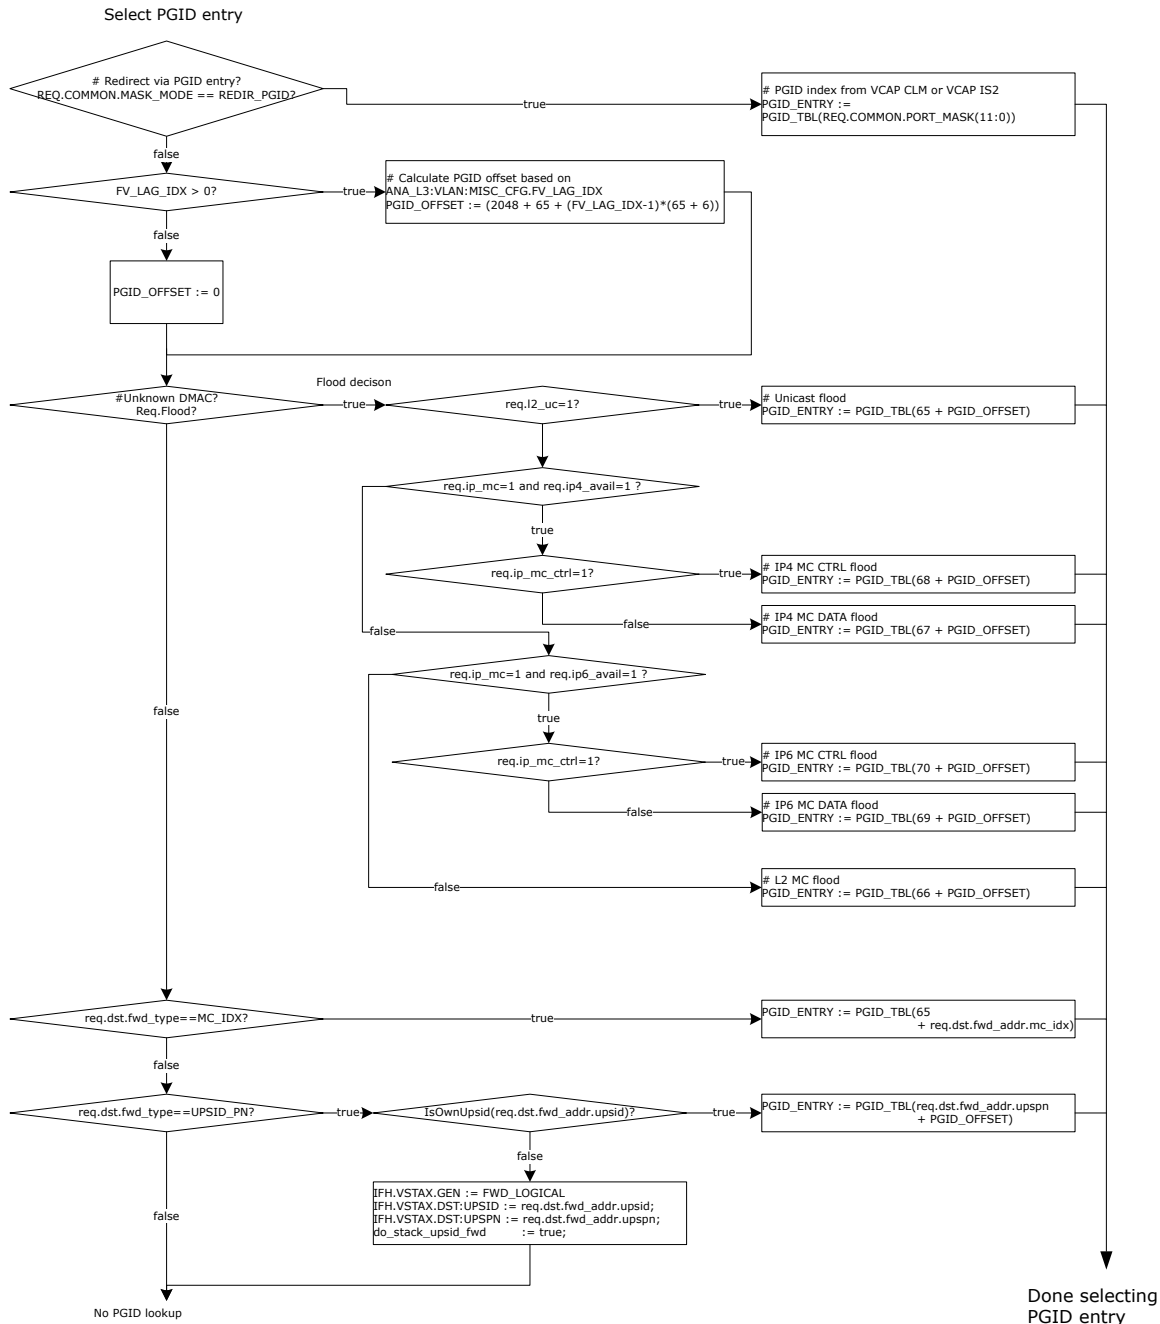 Select PGID entry
# Redirect via PGID entry?
REQ.COMMON.MASK_MODE == REDIR_PGID?
true
# PGID index from VCAP CLM or VCAP IS2
PGID_ENTRY :=
PGID_TBL(REQ.COMMON.PORT_MASK(11:0))
false
FV_LAG_IDX > 0?
true
# Calculate PGID offset based on
ANA_L3:VLAN:MISC_CFG.FV_LAG_IDX
PGID_OFFSET := (2048 + 65 + (FV_LAG_IDX-1)*(65 + 6))
false
PGID_OFFSET := 0
#Unknown DMAC?
Req.Flood?
Flood decison
true
req.l2_uc=1?
true
# Unicast flood
PGID_ENTRY := PGID_TBL(65 + PGID_OFFSET)
req.ip_mc=1 and req.ip4_avail=1 ?
true
req.ip_mc_ctrl=1?
true
# IP4 MC CTRL flood
PGID_ENTRY := PGID_TBL(68 + PGID_OFFSET)
false
# IP4 MC DATA flood
PGID_ENTRY := PGID_TBL(67 + PGID_OFFSET)
false
req.ip_mc=1 and req.ip6_avail=1 ?
false
true
req.ip_mc_ctrl=1?
true
# IP6 MC CTRL flood
PGID_ENTRY := PGID_TBL(70 + PGID_OFFSET)
false
# IP6 MC DATA flood
PGID_ENTRY := PGID_TBL(69 + PGID_OFFSET)
false
# L2 MC flood
PGID_ENTRY := PGID_TBL(66 + PGID_OFFSET)
req.dst.fwd_type==MC_IDX?
true
PGID_ENTRY := PGID_TBL(65
+ req.dst.fwd_addr.mc_idx)
false
req.dst.fwd_type==UPSID_PN?
true
IsOwnUpsid(req.dst.fwd_addr.upsid)?
true
PGID_ENTRY := PGID_TBL(req.dst.fwd_addr.upspn
+ PGID_OFFSET)
false
IFH.VSTAX.GEN := FWD_LOGICAL
IFH.VSTAX.DST:UPSID := req.dst.fwd_addr.upsid;
IFH.VSTAX.DST:UPSPN := req.dst.fwd_addr.upspn;
do_stack_upsid_fwd := true;
false
No PGID lookup
Done selecting
PGID entry